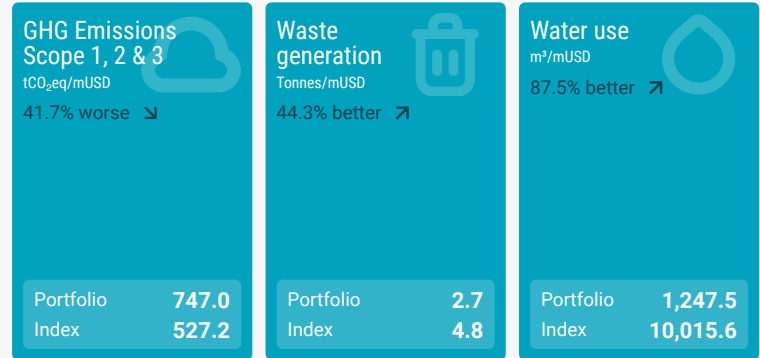 GHG Emissions
Scope 1, 2 & 3
tCO₂eq/mUSD
41.7% worse ↘
Portfolio 747.0
Index 527.2
Waste
generation
Tonnes/mUSD
44.3% better ↗
Portfolio 2.7
Index 4.8
Water use
m³/mUSD
87.5% better ↗
Portfolio 1,247.5
Index 10,015.6